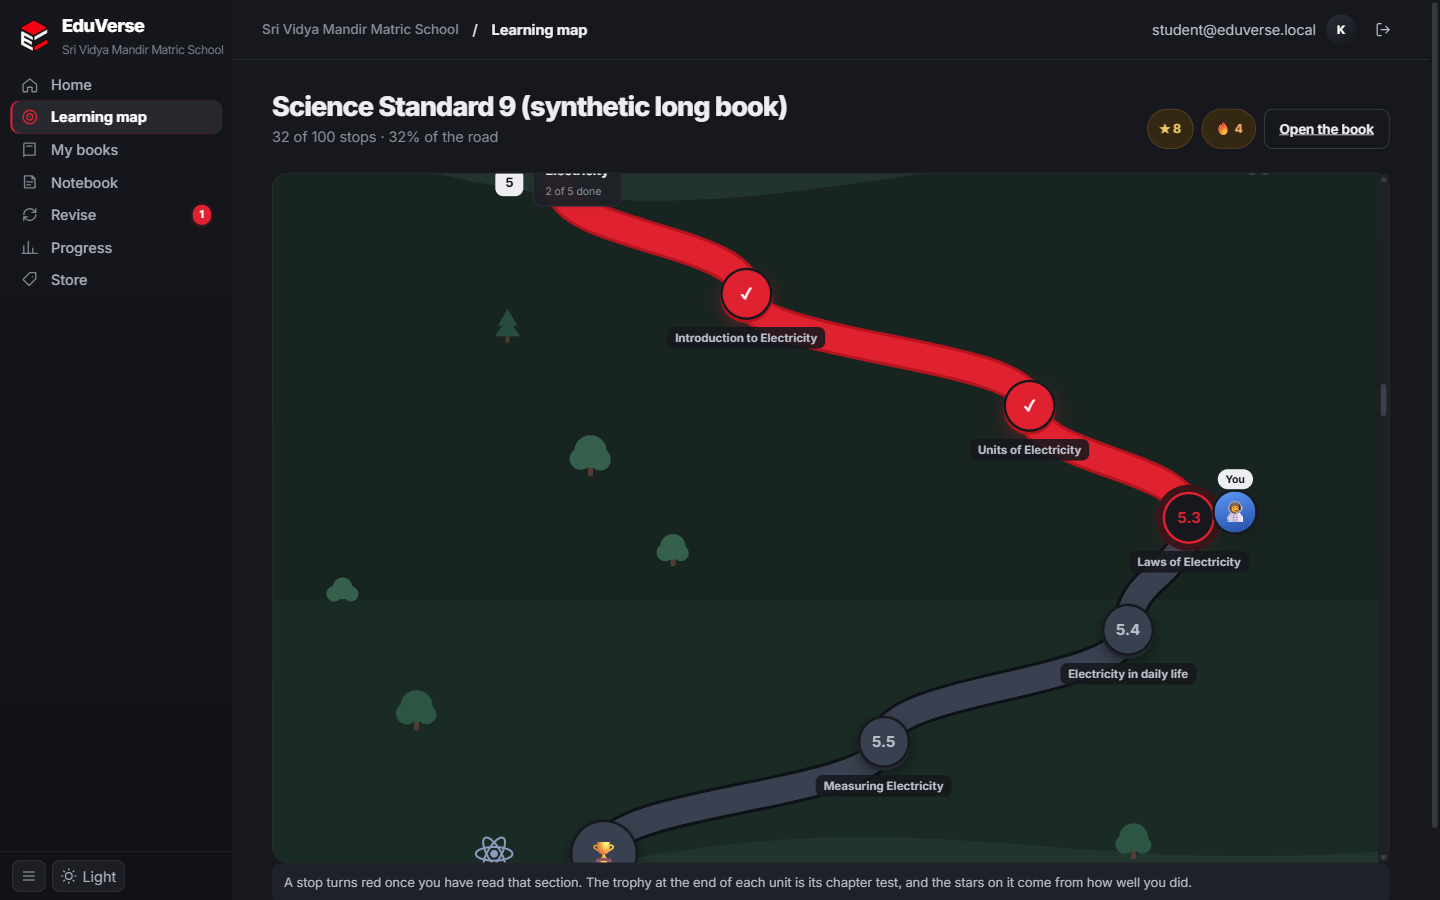 EduVerse
Sri Vidya Mandir Matric School
Home
Learning map
My books
Notebook
Revise
1
Progress
Store
Light
Sri Vidya Mandir Matric School / Learning map
student@eduverse.local
K
Science Standard 9 (synthetic long book)
32 of 100 stops · 32% of the road
8
4
Open the book
5
Electricity
2 of 5 done
Introduction to Electricity
Units of Electricity
You
5.3
Laws of Electricity
5.4
Electricity in daily life
5.5
Measuring Electricity
A stop turns red once you have read that section. The trophy at the end of each unit is its chapter test, and the stars on it come from how well you did.